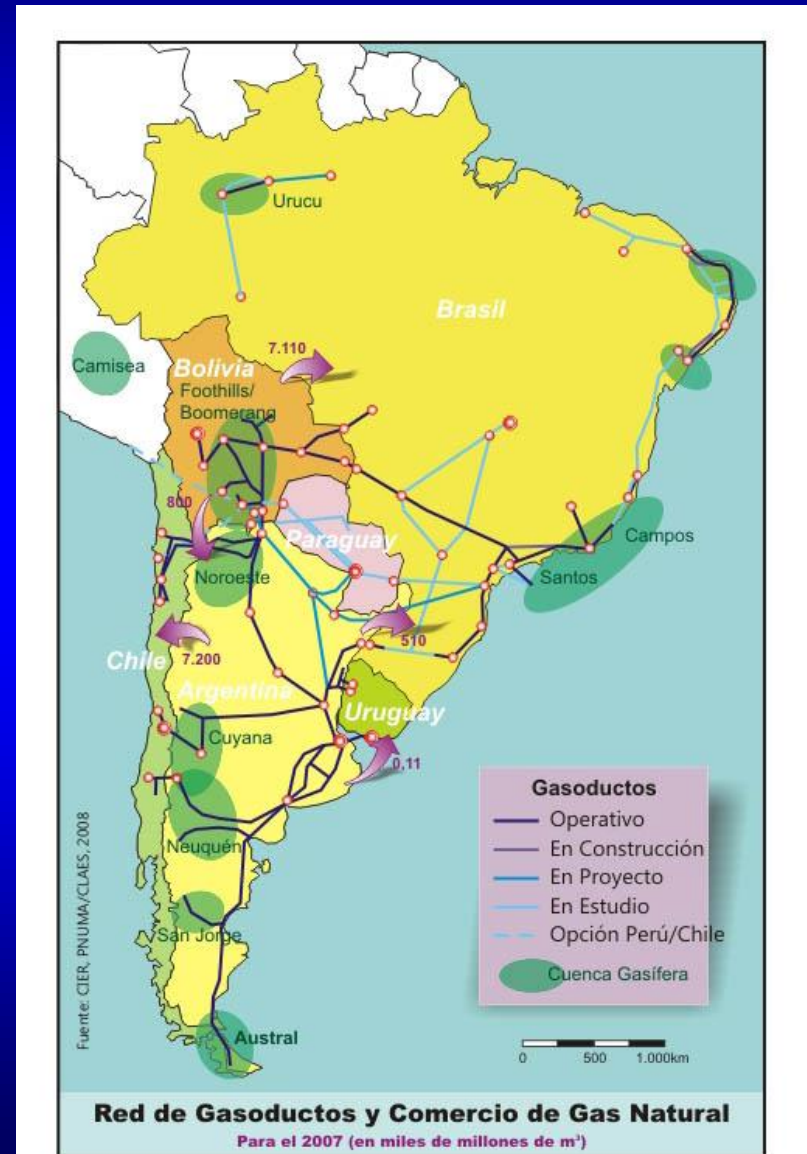 Urucu
Brasil
Camisea
Bolivia
7.110
Foothills/
Boomerang
800
Paraguay
Noroeste
Campos
Santos
510
Chile
7.200
Argentina
Uruguay
Cuyana
0,11
Neuquén
San Jorge
Austral
Gasoductos
Operativo
En Construcción
En Proyecto
En Estudio
Opción Perú/Chile
Cuenca Gasífera
0 500 1.000km
Fuente: CIER, PNUMA/CLAES, 2008
Red de Gasoductos y Comercio de Gas Natural
Para el 2007 (en miles de millones de m³)